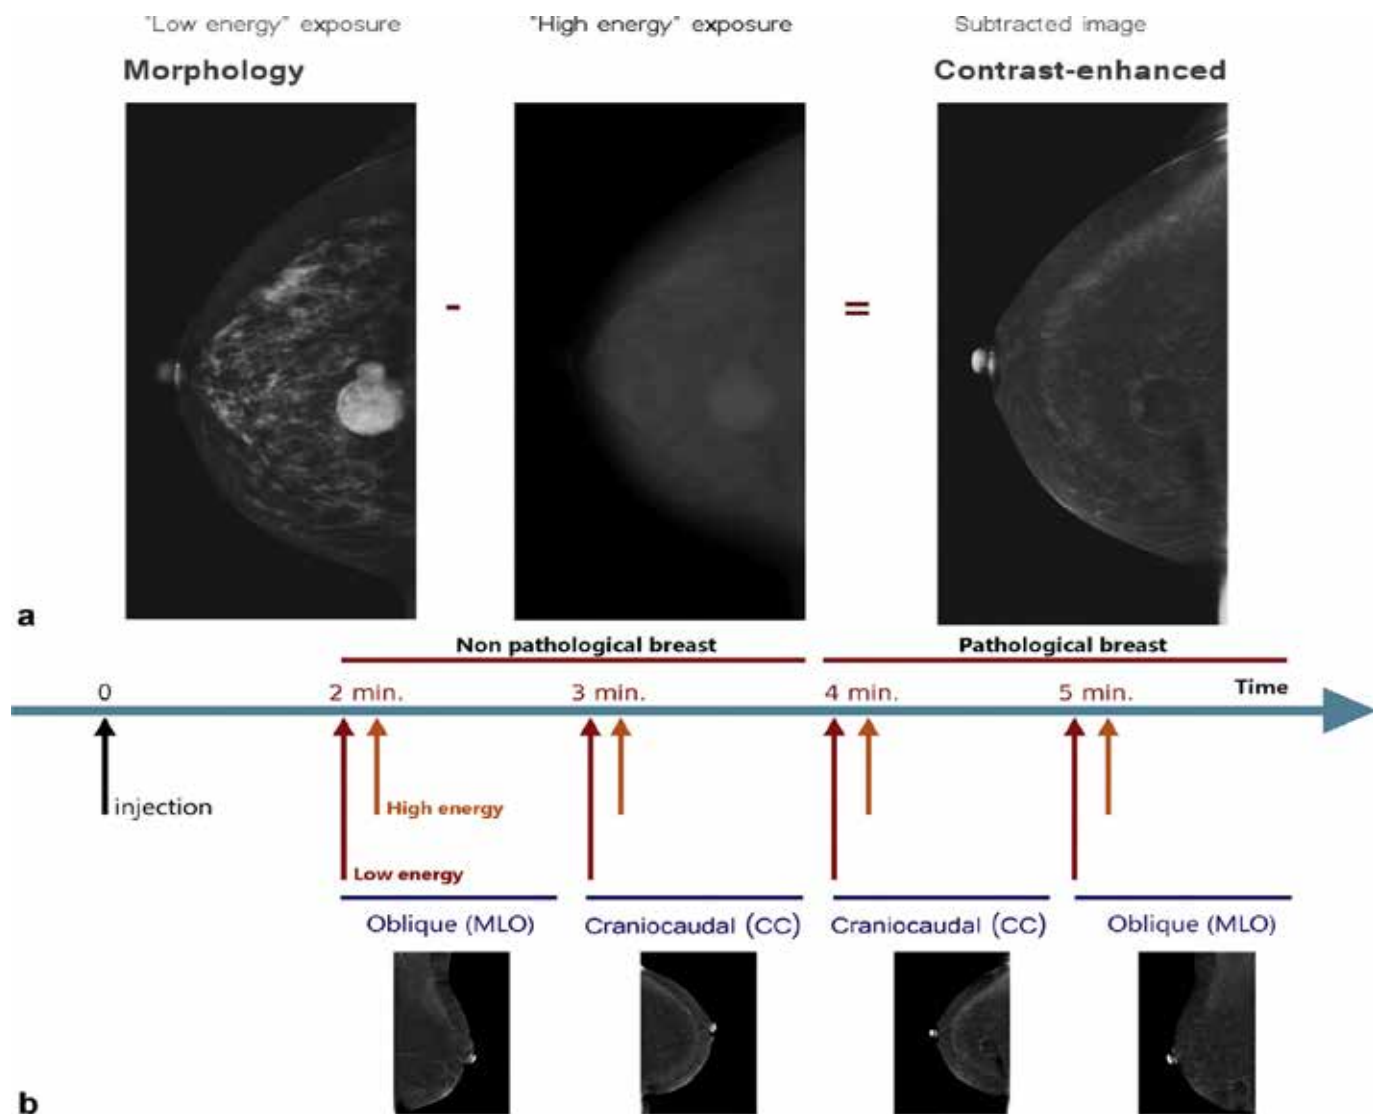 "Low energy" exposure
"High energy" exposure
Subtracted image
Morphology
Contrast-enhanced
-
=
a
Non pathological breast
Pathological breast
0
2 min.
3 min.
4 min.
5 min.
Time
injection
High energy
Low energy
Oblique (MLO)
Craniocaudal (CC)
Craniocaudal (CC)
Oblique (MLO)
b